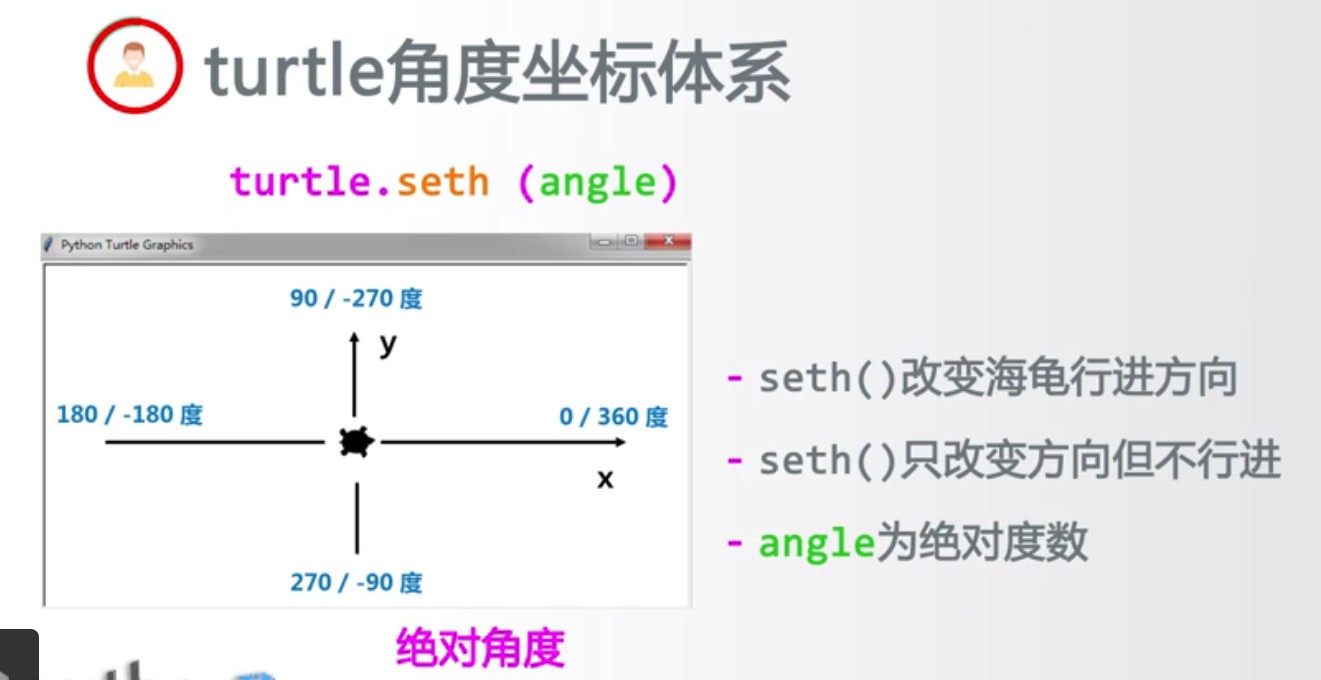 turtle角度坐标体系
turtle.seth (angle)
Python Turtle Graphics
90 / -270 度
y
180 / -180 度
0 / 360 度
x
270 / -90 度
绝对角度
- seth()改变海龟行进方向
- seth()只改变方向但不行进
- angle为绝对度数